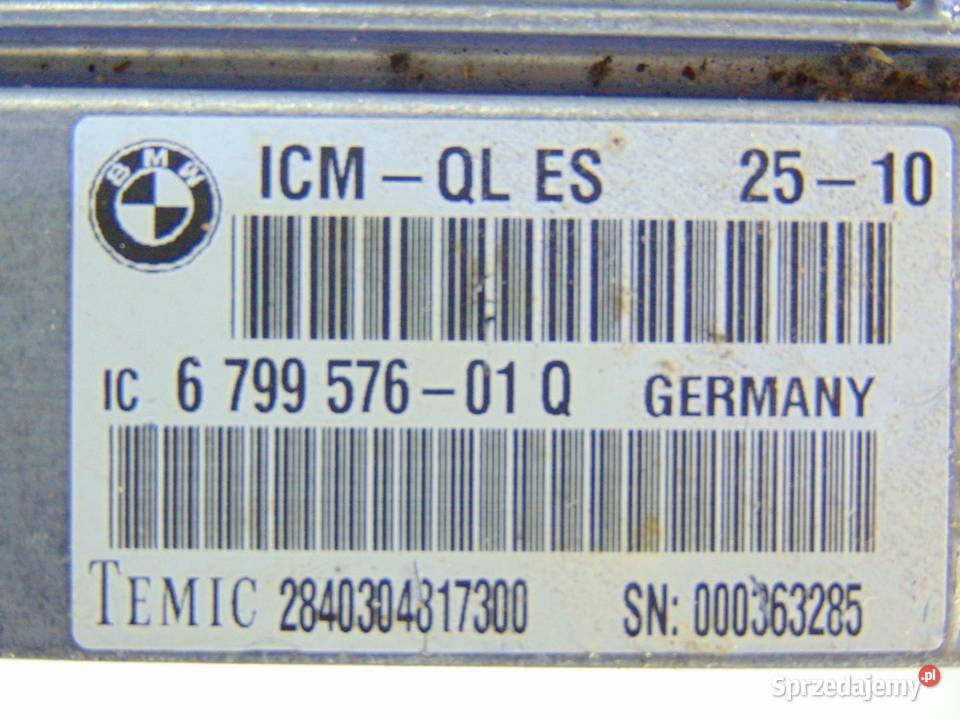 BMW
ICM – QL ES 25 – 10
IC 6 799 576 – 01 Q GERMANY
TEMIC 2840304817300 SN: 000363285
Sprzedajemy .pl